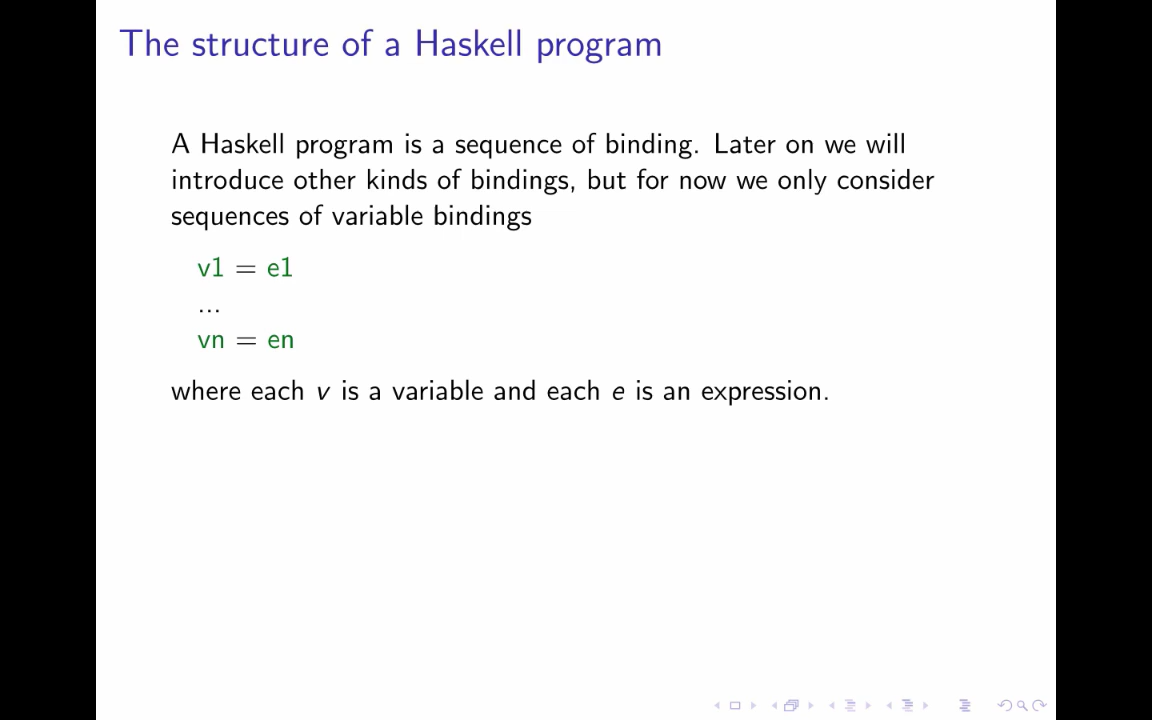 The structure of a Haskell program
A Haskell program is a sequence of binding. Later on we will
introduce other kinds of bindings, but for now we only consider
sequences of variable bindings
v1 = e1
...
vn = en
where each v is a variable and each e is an expression.